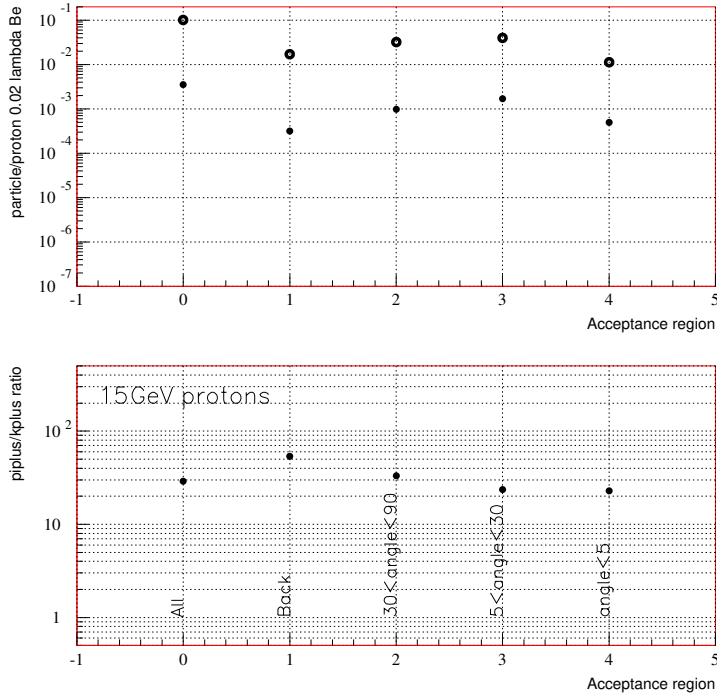 particle/proton 0.02 lambda Be
10 -1
10 -2
10 -3
10 -4
10 -5
10 -6
10 -7
-1 0 1 2 3 4 5
Acceptance region
piplus/kplus ratio
15GeV protons
10 2
10
1
All
Back
30<angle<90
5<angle<30
angle<5
-1 0 1 2 3 4 5
Acceptance region